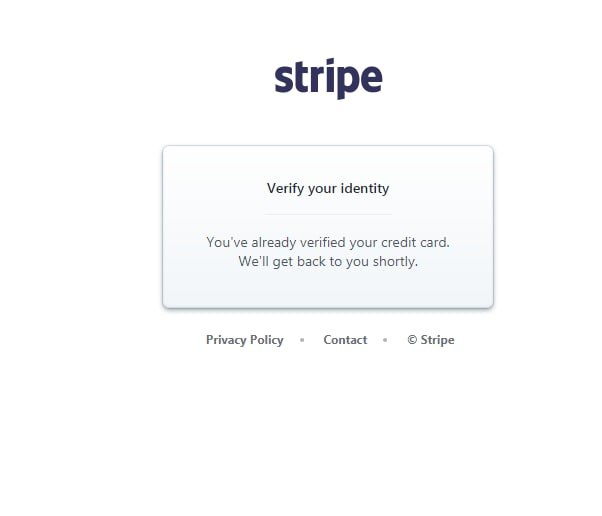 stripe
Verify your identity
You've already verified your credit card.
We'll get back to you shortly.
Privacy Policy • Contact • © Stripe